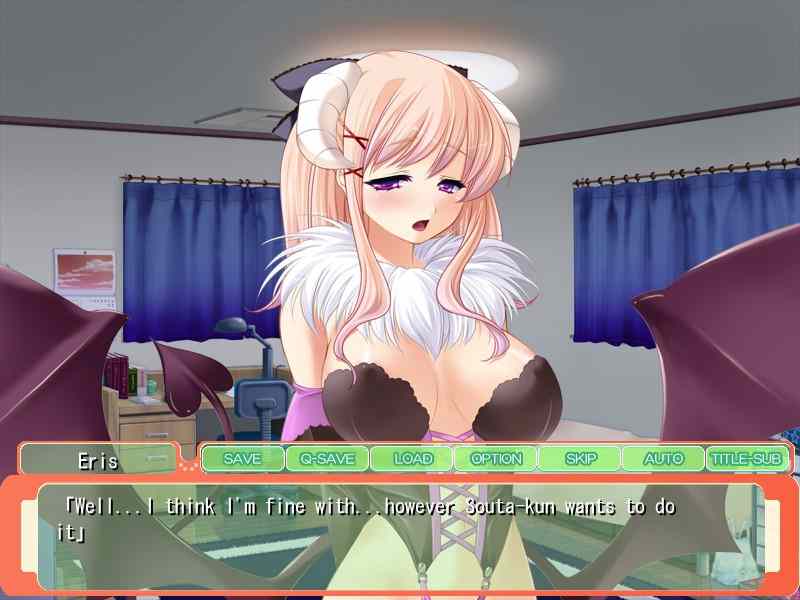 Eris
SAVE Q-SAVE LOAD OPTION SKIP AUTO TITLE-SUB
「Well...I think I'm fine with...however Souta-kun wants to do
it」